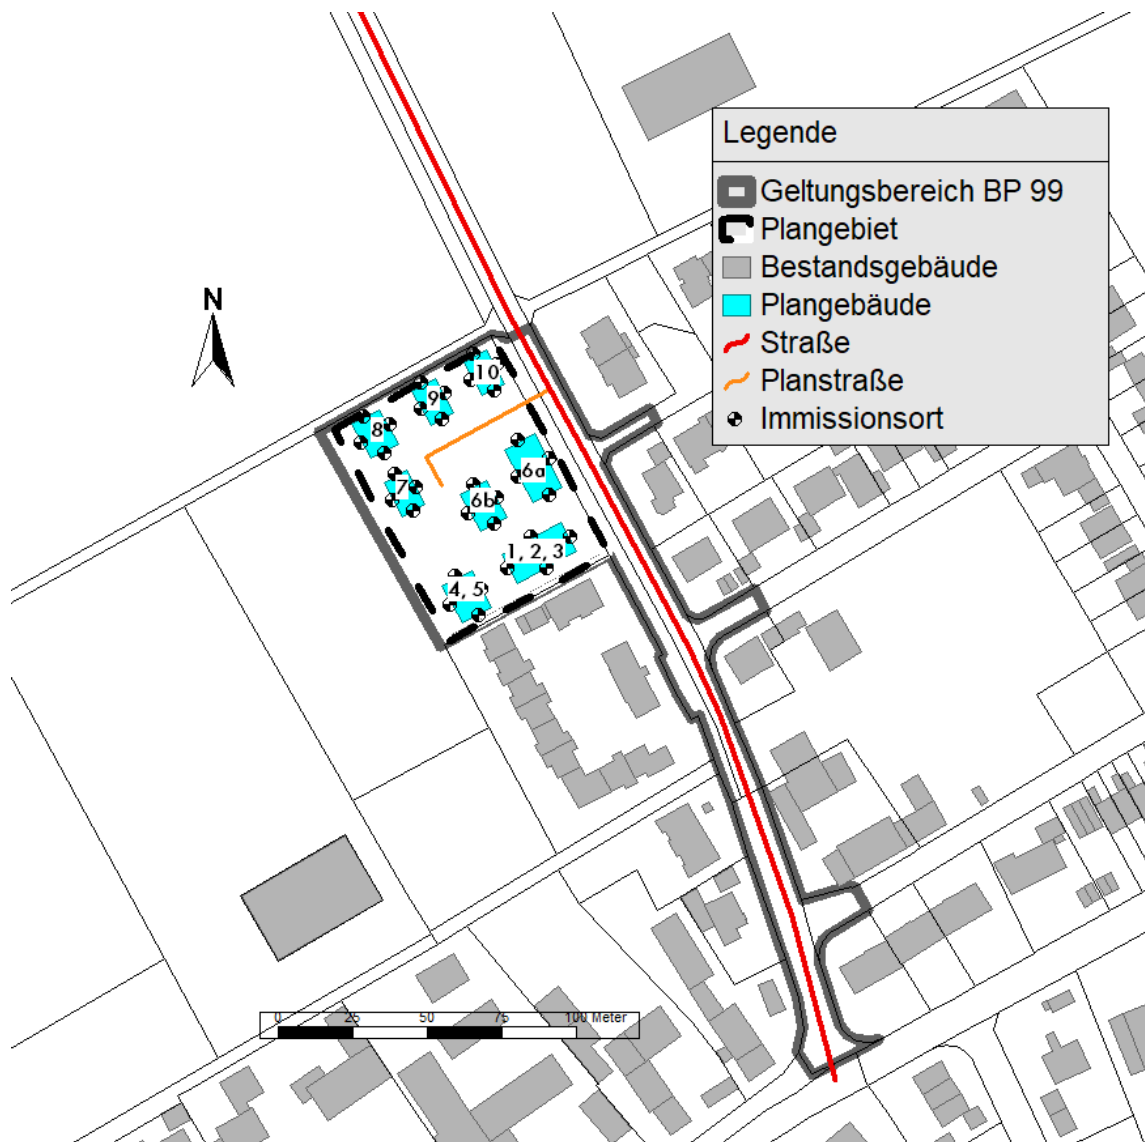 Legende
Geltungsbereich BP 99
Plangebiet
Bestandsgebäude
Plangebäude
Straße
Planstraße
Immissionsort
N
10
9
8
6a
7
6b
1, 2, 3
4, 5
0 25 50 75 100 Meter